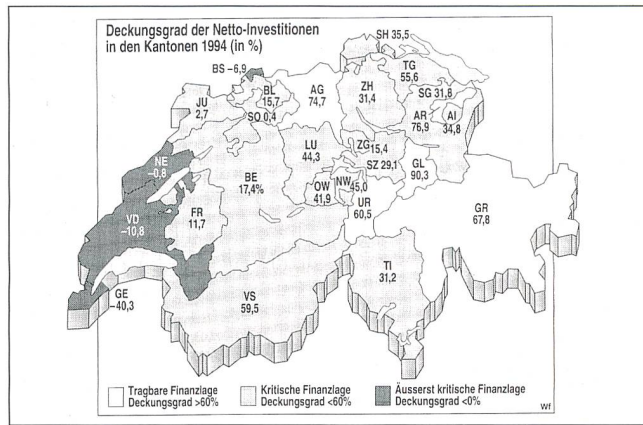 Deckungsgrad der Netto-Investitionen
in den Kantonen 1994 (in %)
SH 35,5
BS –6,9
TG
55,6
BL
15,7
AG
74,7
ZH
31,4
SG 31,8
JU
2,7
SO 0,4
AR
76,9
AI
34,8
LU
44,3
ZG 15,4
NE
–0,8
BE
17,4%
SZ 29,1
GL
90,3
OW
41,9
NW
45,0
UR
60,5
GR
67,8
VD
–10,8
FR
11,7
TI
31,2
GE
–40,3
VS
59,5
Tragbare Finanzlage
Deckungsgrad >60%
Kritische Finanzlage
Deckungsgrad <60%
Äusserst kritische Finanzlage
Deckungsgrad <0%
Wf